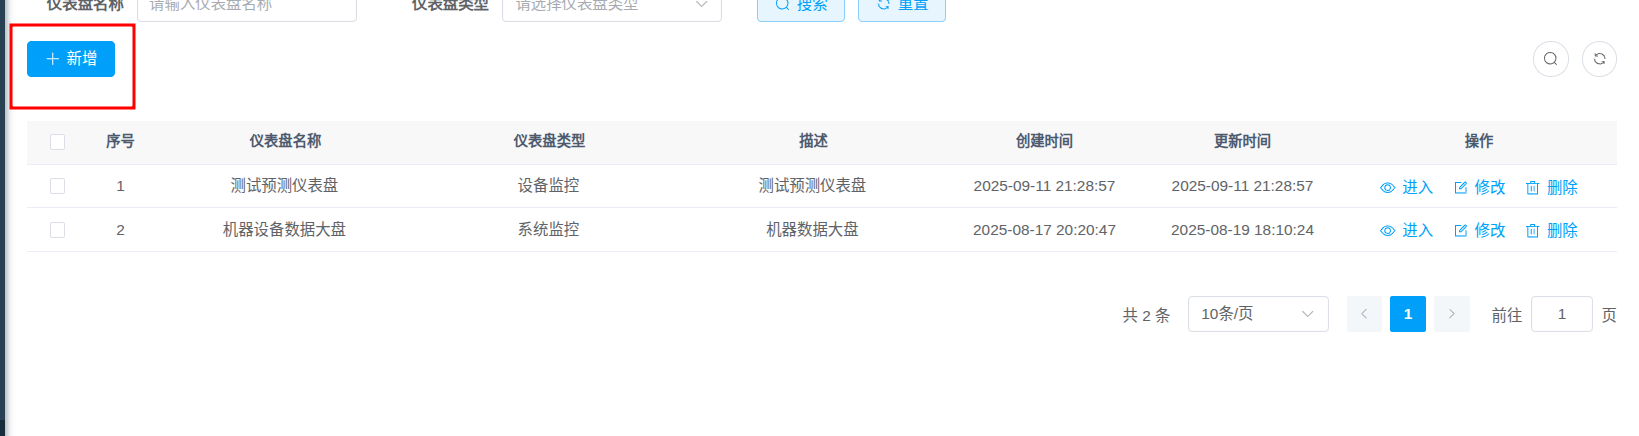 仪表盘名称 请输入仪表盘名称 仪表盘类型 请选择仪表盘类型 搜索 重置
新增
序号 仪表盘名称 仪表盘类型 描述 创建时间 更新时间 操作
1 测试预测仪表盘 设备监控 测试预测仪表盘 2025-09-11 21:28:57 2025-09-11 21:28:57 进入 修改 删除
2 机器设备数据大盘 系统监控 机器数据大盘 2025-08-17 20:20:47 2025-08-19 18:10:24 进入 修改 删除
共 2 条 10条/页 1 前往 1 页